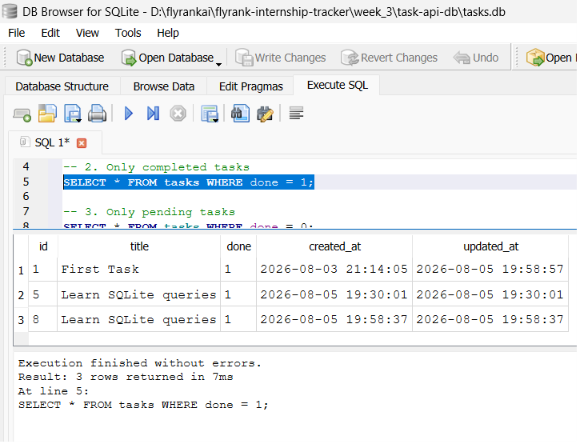 DB Browser for SQLite - D:\flyrankai\flyrank-internship-tracker\week_3\task-api-db\tasks.db
File Edit View Tools Help
New Database Open Database Write Changes Revert Changes Undo Open
Database Structure Browse Data Edit Pragmas Execute SQL
SQL 1*
4 -- 2. Only completed tasks
5 SELECT * FROM tasks WHERE done = 1;
6
7 -- 3. Only pending tasks
8 SELECT * FROM tasks WHERE done = 0;
id title done created_at updated_at
1 1 First Task 1 2026-08-03 21:14:05 2026-08-05 19:58:57
2 5 Learn SQLite queries 1 2026-08-05 19:30:01 2026-08-05 19:30:01
3 8 Learn SQLite queries 1 2026-08-05 19:58:37 2026-08-05 19:58:37
Execution finished without errors.
Result: 3 rows returned in 7ms
At line 5:
SELECT * FROM tasks WHERE done = 1;